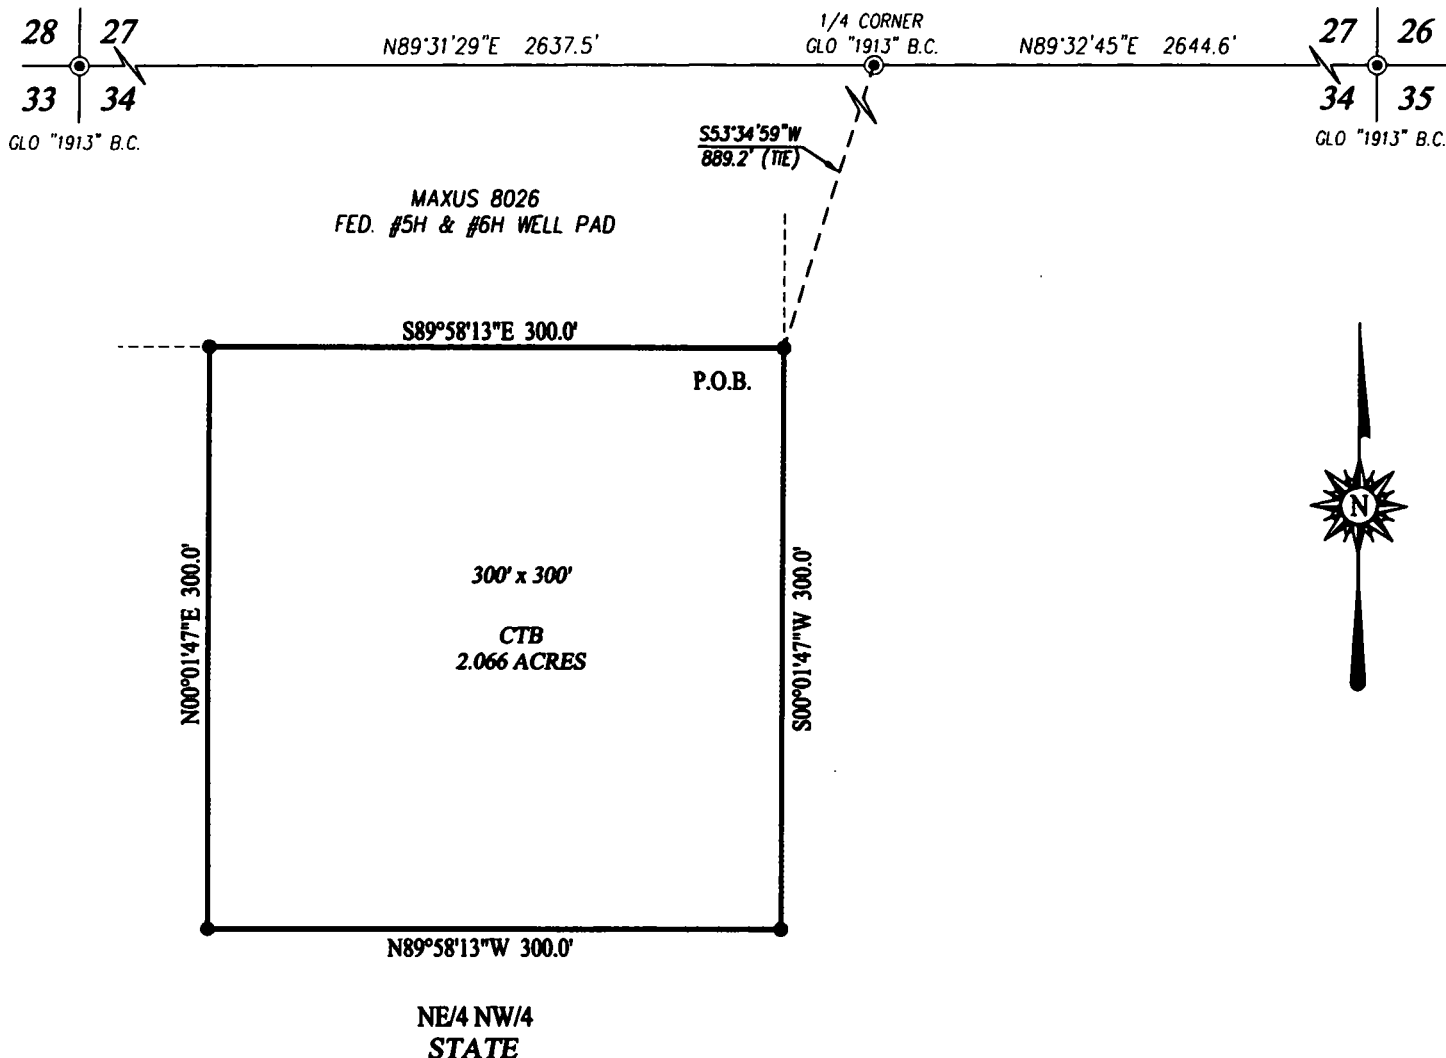 28 27
33 34
GLO "1913" B.C.
N89°31'29"E 2637.5'
1/4 CORNER
GLO "1913" B.C.
N89°32'45"E 2644.6'
27 26
34 35
GLO "1913" B.C.
S53°34'59"W
889.2' (TIE)
MAXUS 8026
FED. #5H & #6H WELL PAD
S89°58'13"E 300.0'
P.O.B.
N00°01'47"E 300.0'
300' x 300'
CTB
2.066 ACRES
S00°01'47"W 300.0'
N
N89°58'13"W 300.0'
NE/4 NW/4
STATE